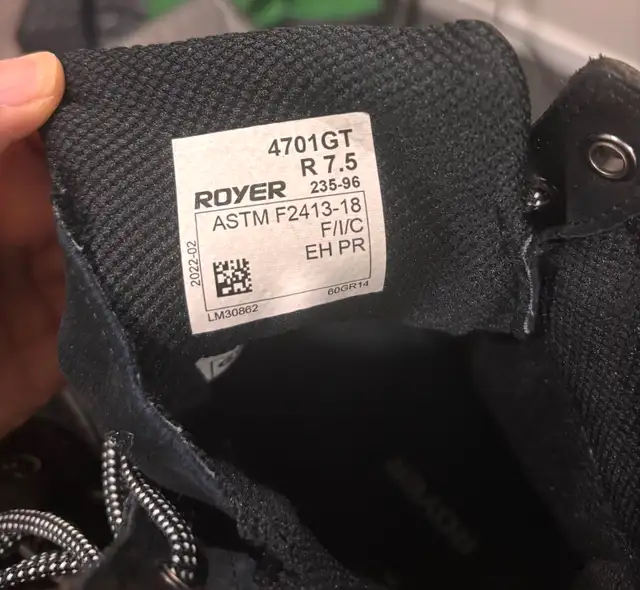 4701GT
R 7.5
ROYER 235-96
ASTM F2413-18
F/I/C
EH PR
2022-02
60GR14
LM30862